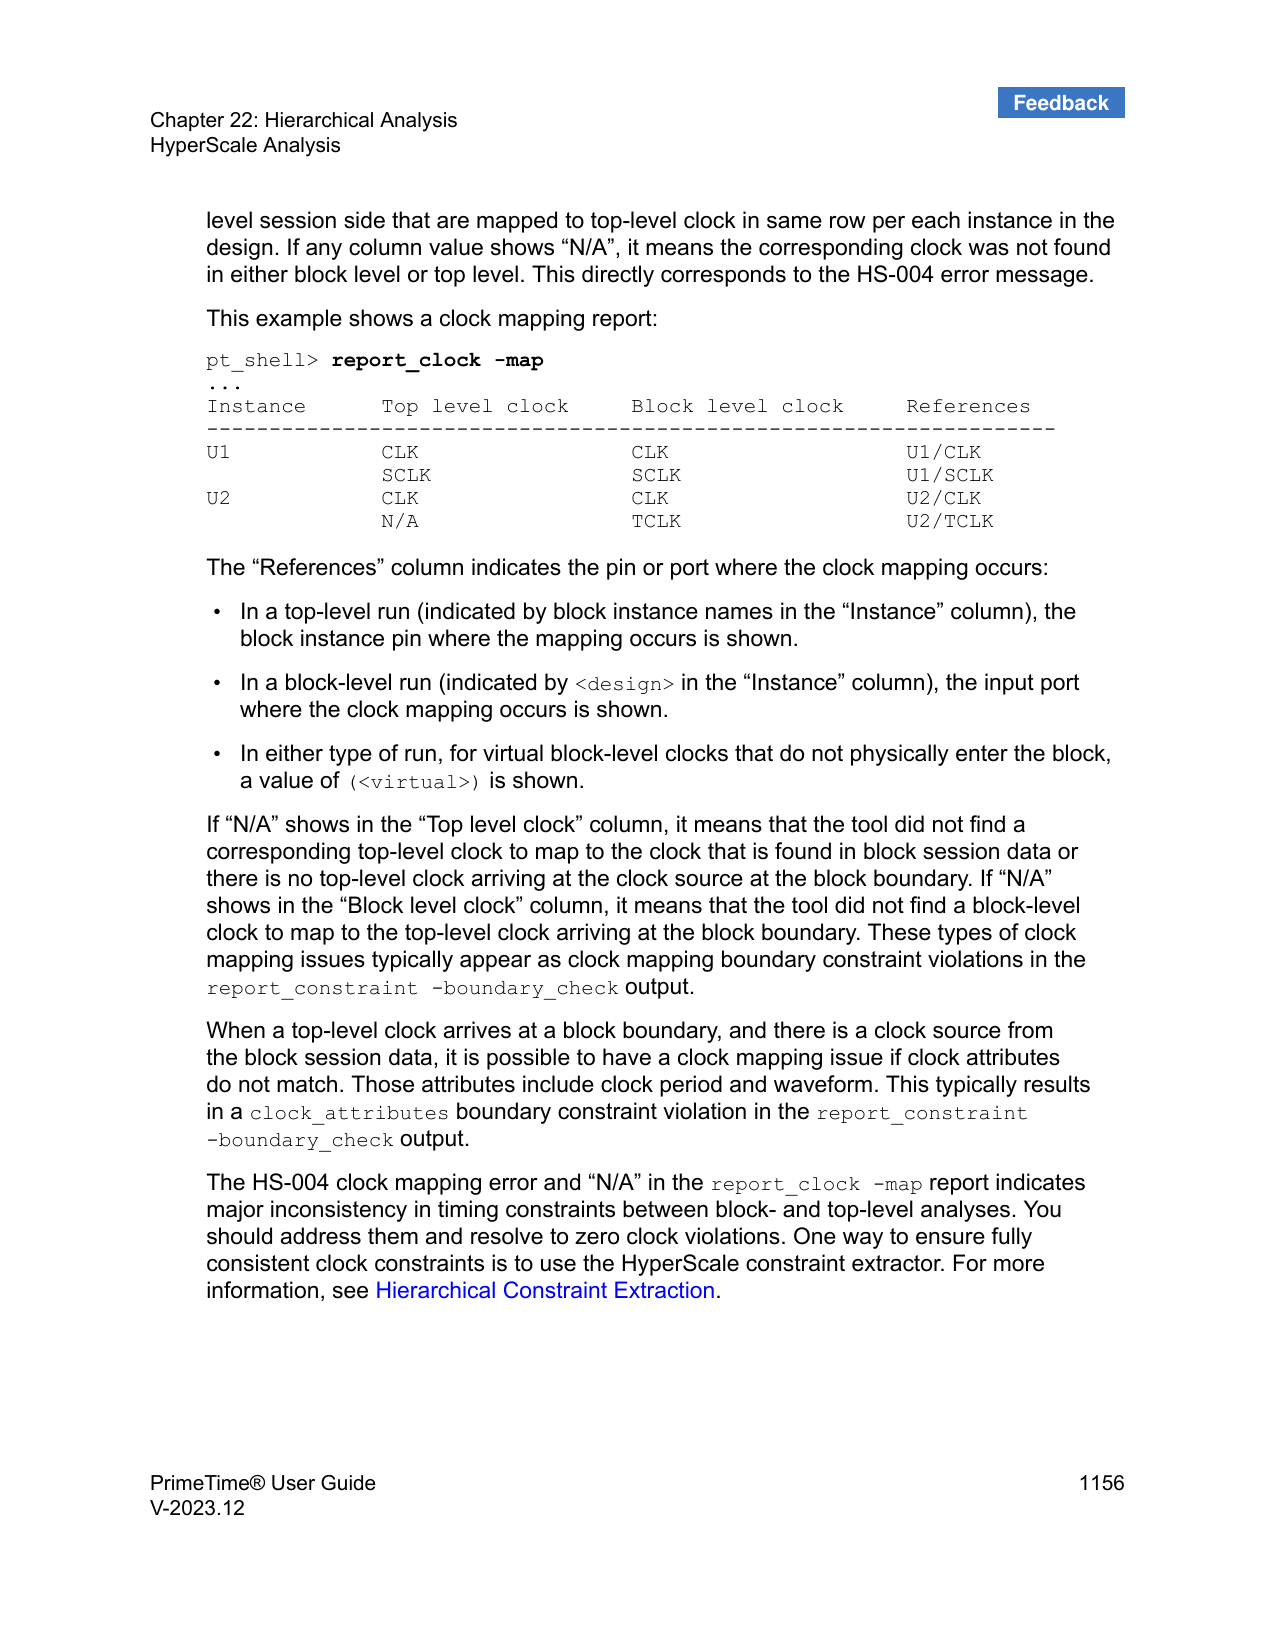 Feedback
Chapter 22: Hierarchical Analysis
HyperScale Analysis
level session side that are mapped to top-level clock in same row per each instance in the
design. If any column value shows “N/A”, it means the corresponding clock was not found
in either block level or top level. This directly corresponds to the HS-004 error message.
This example shows a clock mapping report:
pt_shell> report_clock -map
...
Instance      Top level clock     Block level clock     References
--------------------------------------------------------------------
U1            CLK                 CLK                   U1/CLK
              SCLK                SCLK                  U1/SCLK
U2            CLK                 CLK                   U2/CLK
              N/A                 TCLK                  U2/TCLK
The “References” column indicates the pin or port where the clock mapping occurs:
• In a top-level run (indicated by block instance names in the “Instance” column), the
block instance pin where the mapping occurs is shown.
• In a block-level run (indicated by <design> in the “Instance” column), the input port
where the clock mapping occurs is shown.
• In either type of run, for virtual block-level clocks that do not physically enter the block,
a value of (<virtual>) is shown.
If “N/A” shows in the “Top level clock” column, it means that the tool did not find a
corresponding top-level clock to map to the clock that is found in block session data or
there is no top-level clock arriving at the clock source at the block boundary. If “N/A”
shows in the “Block level clock” column, it means that the tool did not find a block-level
clock to map to the top-level clock arriving at the block boundary. These types of clock
mapping issues typically appear as clock mapping boundary constraint violations in the
report_constraint -boundary_check output.
When a top-level clock arrives at a block boundary, and there is a clock source from
the block session data, it is possible to have a clock mapping issue if clock attributes
do not match. Those attributes include clock period and waveform. This typically results
in a clock_attributes boundary constraint violation in the report_constraint
-boundary_check output.
The HS-004 clock mapping error and “N/A” in the report_clock -map report indicates
major inconsistency in timing constraints between block- and top-level analyses. You
should address them and resolve to zero clock violations. One way to ensure fully
consistent clock constraints is to use the HyperScale constraint extractor. For more
information, see Hierarchical Constraint Extraction.
PrimeTime® User Guide 1156
V-2023.12